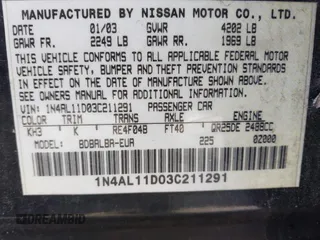 MFD BY NISSAN MOTOR CO., LTD.
DATE 01/03 GVWR 4202 LB
GAWR FR 2249 LB GAWR RR 1969 LB
THIS VEHICLE CONFORMS TO ALL APPLICABLE FEDERAL MOTOR
VEHICLE SAFETY, BUMPER AND THEFT PREVENTION STANDARDS
IN EFFECT ON THE DATE OF MANUFACTURE SHOWN ABOVE.
SEE OWNERS MANUAL FOR ADDITIONAL INFORMATION
VIN: 1N4AL11D03C211291 PASSENGER CAR
COLOR TRIM TRANS AXLE ENGINE
KH3 K RE4F04B FT40 QR25DE 2488CC
MODEL BDBALBA-EUA 225 02000
1N4AL11D03C211291
DREAMBID